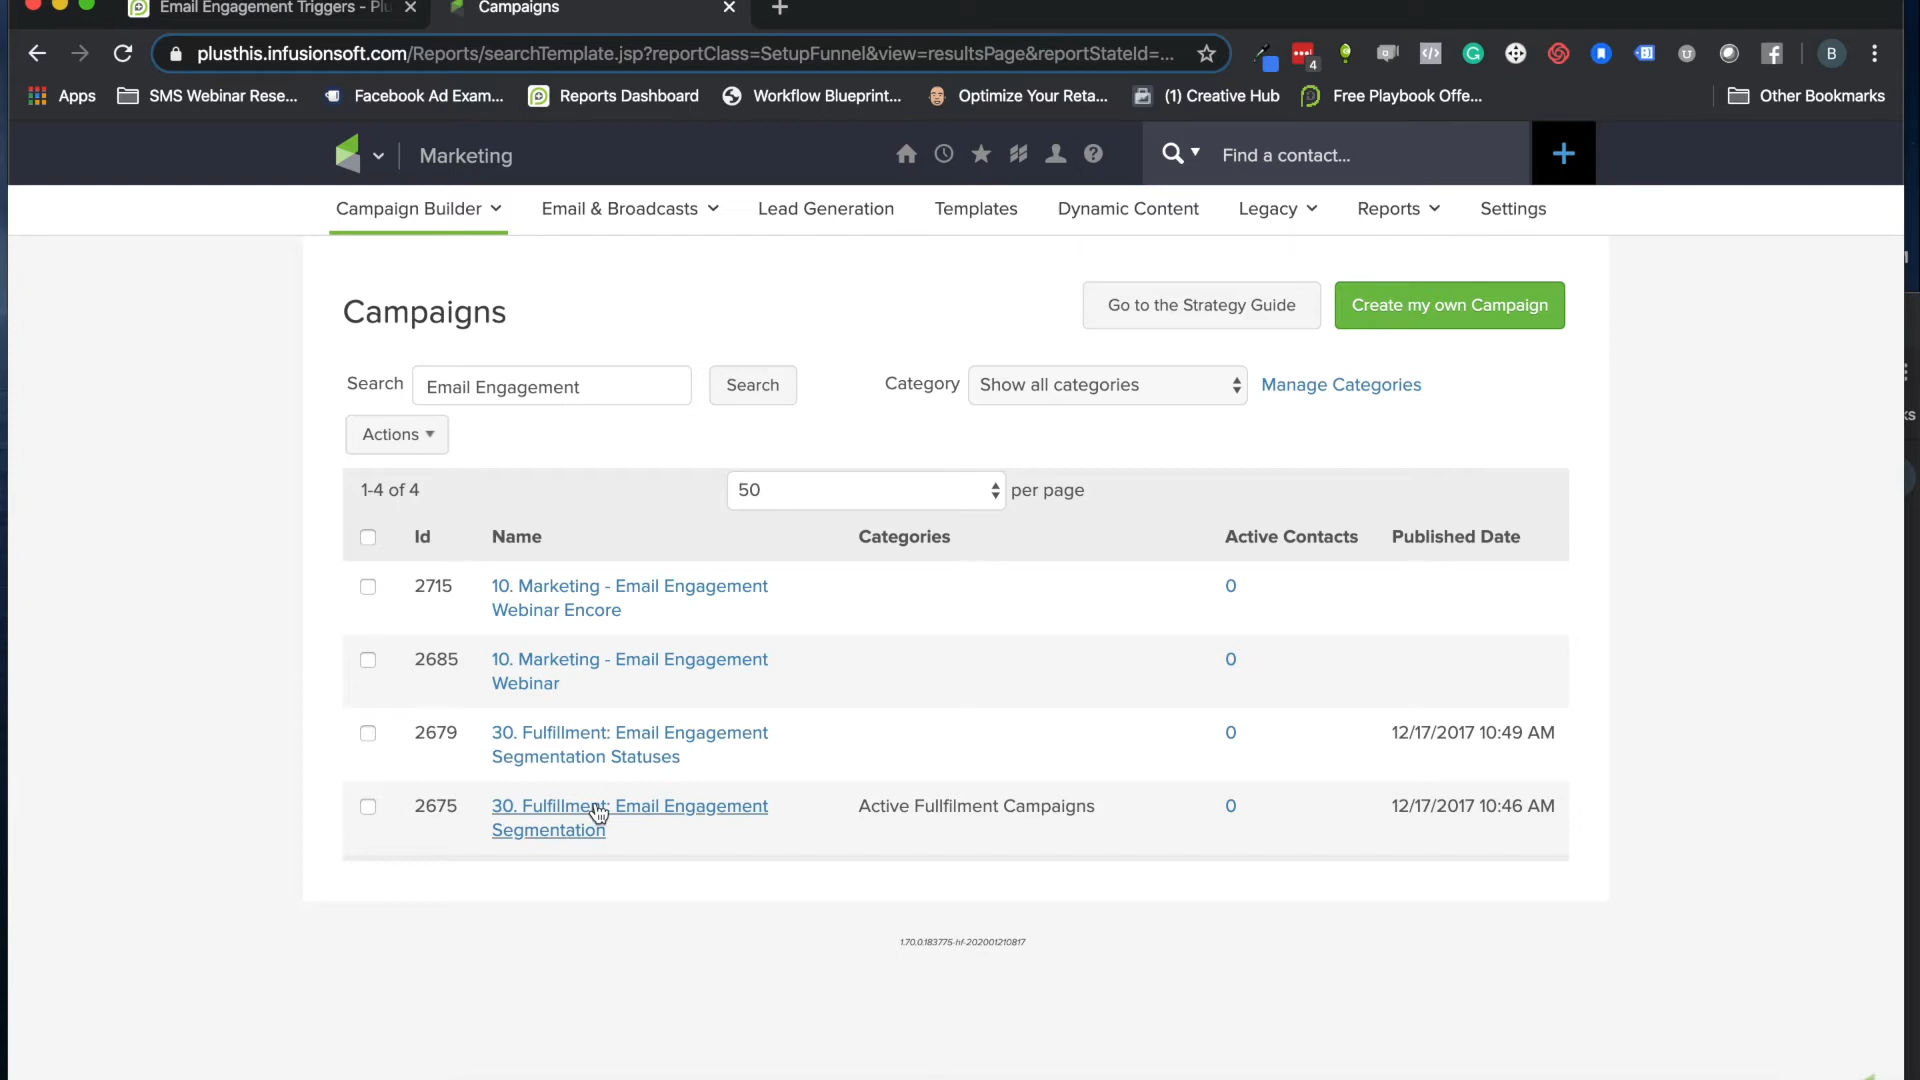 Email Engagement Triggers - Plu
Campaigns
plusthis.infusionsoft.com/Reports/searchTemplate.jsp?reportClass=SetupFunnel&view=resultsPage&reportStateId=...
4
B
Apps
SMS Webinar Rese...
Facebook Ad Exam...
Reports Dashboard
Workflow Blueprint...
Optimize Your Reta...
(1) Creative Hub
Free Playbook Offe...
Other Bookmarks
Marketing
Find a contact...
Campaign Builder
Email & Broadcasts
Lead Generation
Templates
Dynamic Content
Legacy
Reports
Settings
Campaigns
Go to the Strategy Guide
Create my own Campaign
Search
Email Engagement
Search
Category
Show all categories
Manage Categories
Actions
1-4 of 4
50
per page
Id
Name
Categories
Active Contacts
Published Date
2715
10. Marketing - Email Engagement
Webinar Encore
0
2685
10. Marketing - Email Engagement
Webinar
0
2679
30. Fulfillment: Email Engagement
Segmentation Statuses
0
12/17/2017 10:49 AM
2675
30. Fulfillment: Email Engagement
Segmentation
Active Fullfilment Campaigns
0
12/17/2017 10:46 AM
1.70.0.183775-hf-202001210817